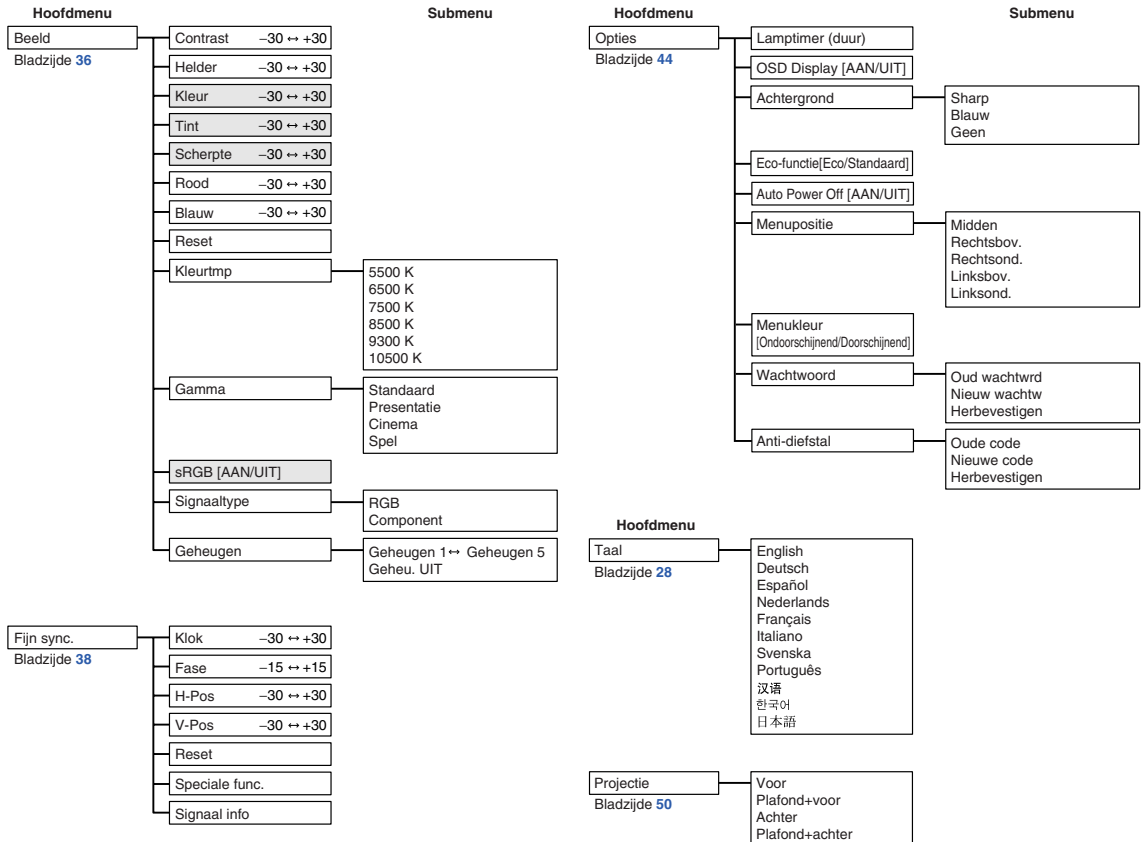 Hoofdmenu
Submenu
Beeld
Bladzijde 36
Contrast −30 ↔ +30
Helder −30 ↔ +30
Kleur −30 ↔ +30
Tint −30 ↔ +30
Scherpte −30 ↔ +30
Rood −30 ↔ +30
Blauw −30 ↔ +30
Reset
Kleurtmp
5500 K
6500 K
7500 K
8500 K
9300 K
10500 K
Gamma
Standaard
Presentatie
Cinema
Spel
sRGB [AAN/UIT]
Signaaltype
RGB
Component
Geheugen
Geheugen 1↔ Geheugen 5
Geheu. UIT
Fijn sync.
Bladzijde 38
Klok −30 ↔ +30
Fase −15 ↔ +15
H-Pos −30 ↔ +30
V-Pos −30 ↔ +30
Reset
Speciale func.
Signaal info
Hoofdmenu
Submenu
Opties
Bladzijde 44
Lamptimer (duur)
OSD Display [AAN/UIT]
Achtergrond
Sharp
Blauw
Geen
Eco-functie[Eco/Standaard]
Auto Power Off [AAN/UIT]
Menupositie
Midden
Rechtsbov.
Rechtsond.
Linksbov.
Linksond.
Menukleur
[Ondoorschijnend/Doorschijnend]
Wachtwoord
Oud wachtwrd
Nieuw wachtw
Herbevestigen
Anti-diefstal
Oude code
Nieuwe code
Herbevestigen
Hoofdmenu
Taal
Bladzijde 28
English
Deutsch
Español
Nederlands
Français
Italiano
Svenska
Português
汉语
한국어
日本語
Projectie
Bladzijde 50
Voor
Plafond+voor
Achter
Plafond+achter